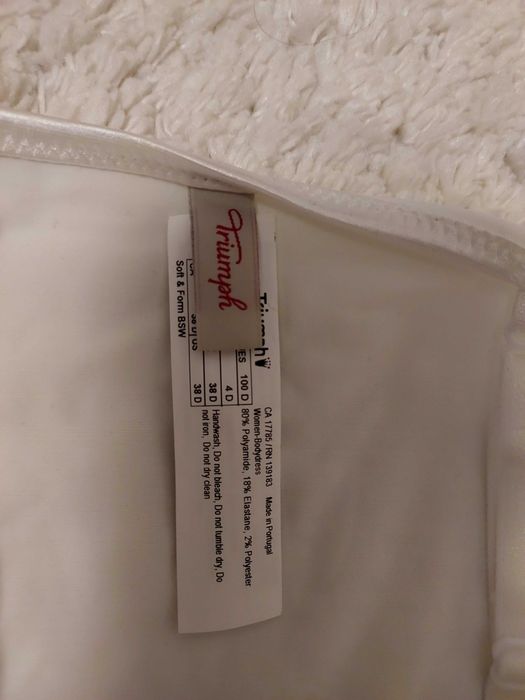 Triumph
Triumph
CA 17785 / RN 139183 Made in Portugal
Women-Bodydress
ES 100 D 80% Polyamide, 18% Elastane, 2% Polyester
4 D
38 D Handwash, Do not bleach, Do not tumble dry, Do
38 D not iron, Do not dry clean
Soft & Form BSW